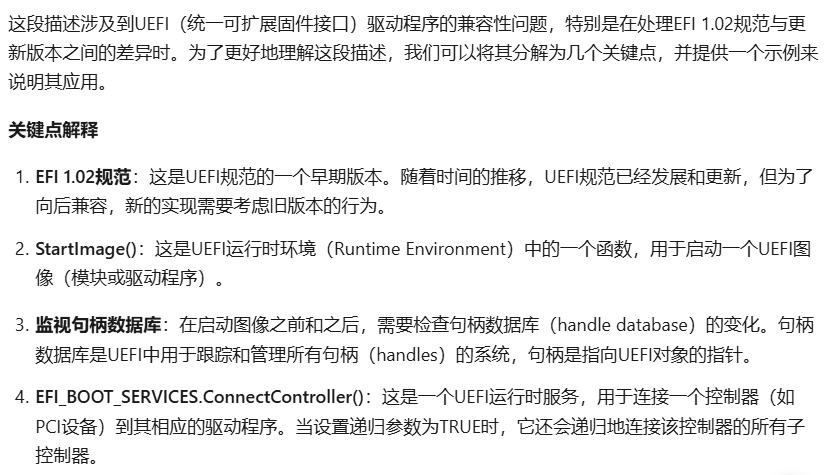 这段描述涉及到UEFI（统一可扩展固件接口）驱动程序的兼容性问题，特别是在处理EFI 1.02规范与更
新版本之间的差异时。为了更好地理解这段描述，我们可以将其分解为几个关键点，并提供一个示例来
说明其应用。
关键点解释
1. EFI 1.02规范：这是UEFI规范的一个早期版本。随着时间的推移，UEFI规范已经发展和更新，但为了
向后兼容，新的实现需要考虑旧版本的行为。
2. StartImage()：这是UEFI运行时环境（Runtime Environment）中的一个函数，用于启动一个UEFI图
像（模块或驱动程序）。
3. 监视句柄数据库：在启动图像之前和之后，需要检查句柄数据库（handle database）的变化。句柄
数据库是UEFI中用于跟踪和管理所有句柄（handles）的系统，句柄是指向UEFI对象的指针。
4. EFI_BOOT_SERVICES.ConnectController()：这是一个UEFI运行时服务，用于连接一个控制器（如
PCI设备）到其相应的驱动程序。当设置递归参数为TRUE时，它还会递归地连接该控制器的所有子
控制器。